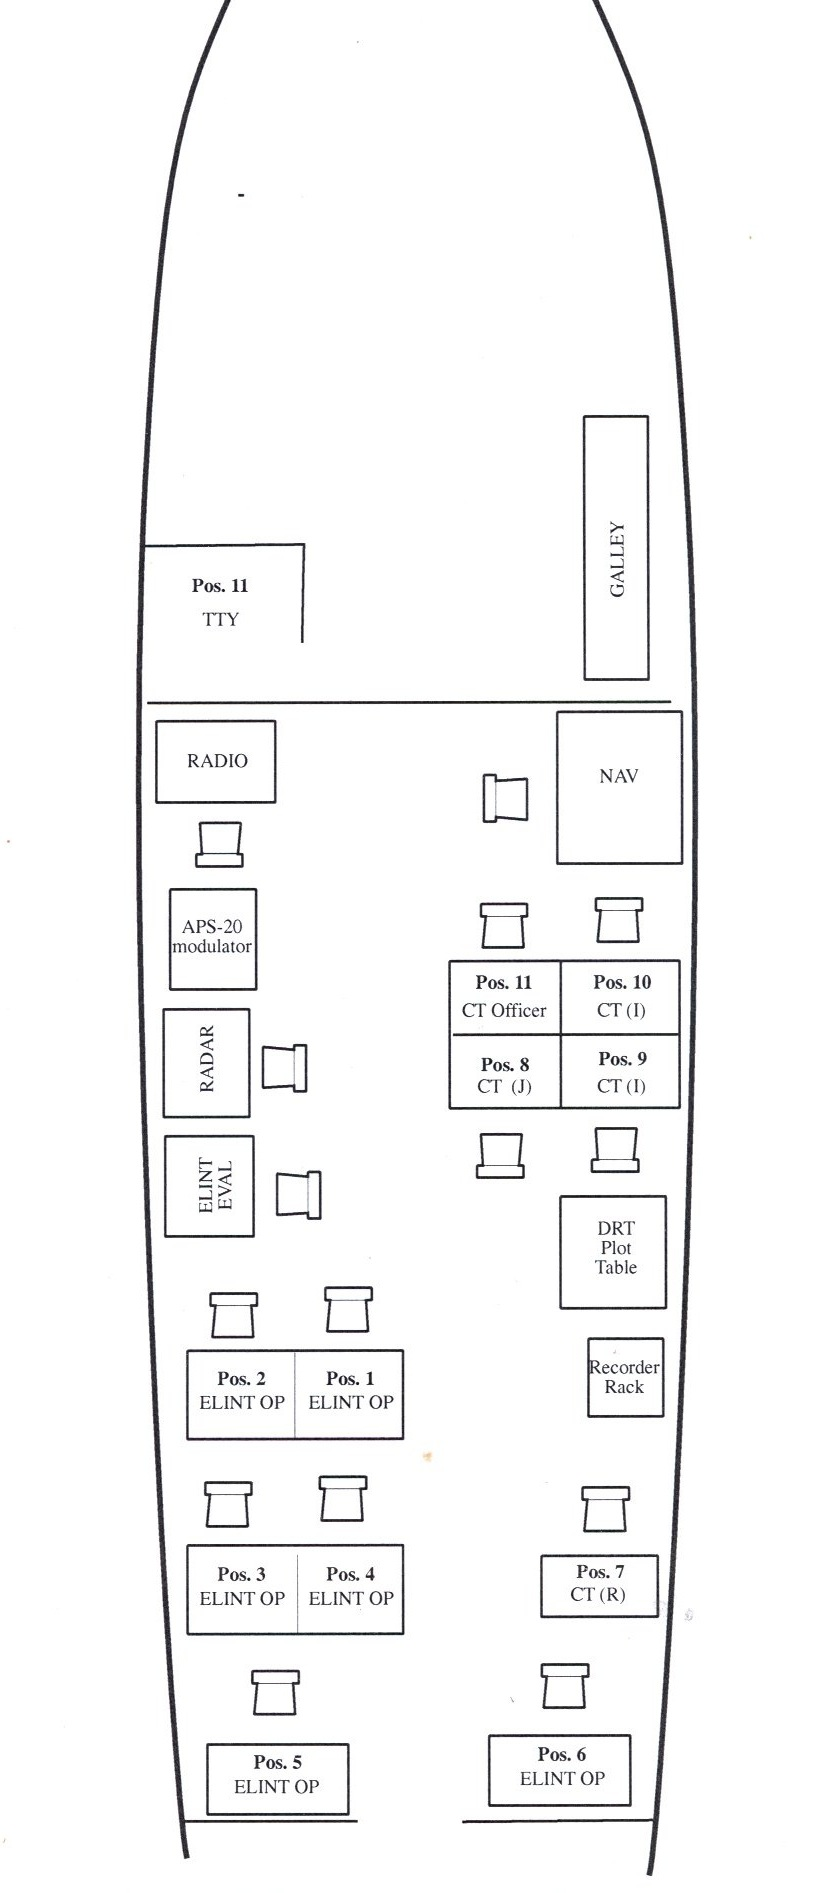 GALLEY
Pos. 11
TTY
RADIO
NAV
APS-20
modulator
Pos. 11
CT Officer
Pos. 10
CT (I)
RADAR
Pos. 8
CT (J)
Pos. 9
CT (I)
ELINT
EVAL
DRT
Plot
Table
Pos. 2
ELINT OP
Pos. 1
ELINT OP
Recorder
Rack
Pos. 3
ELINT OP
Pos. 4
ELINT OP
Pos. 7
CT (R)
Pos. 5
ELINT OP
Pos. 6
ELINT OP